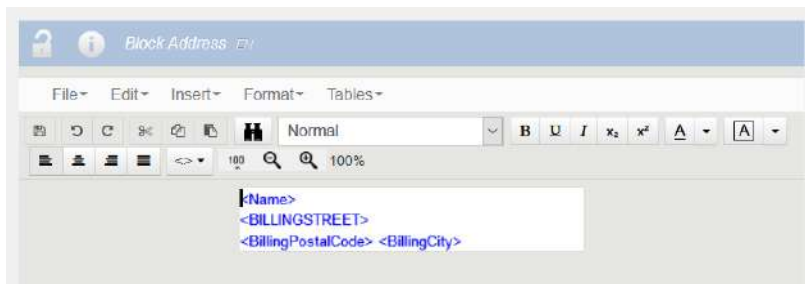 Block Address EN
File Edit Insert Format Tables
Normal B U I x₂ x² A A
<> 100 100%
<Name>
<BILLINGSTREET>
<BillingPostalCode> <BillingCity>